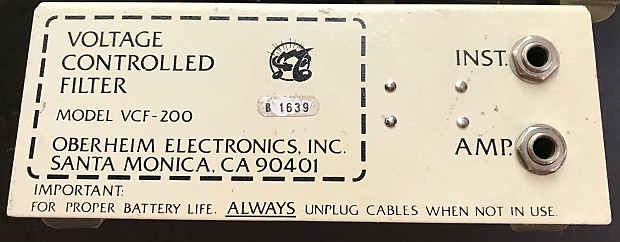 VOLTAGE
CONTROLLED
FILTER
MODEL VCF-200
B 1639
OBERHEIM ELECTRONICS, INC.
SANTA MONICA, CA 90401
INST.
AMP.
IMPORTANT:
FOR PROPER BATTERY LIFE, ALWAYS UNPLUG CABLES WHEN NOT IN USE.